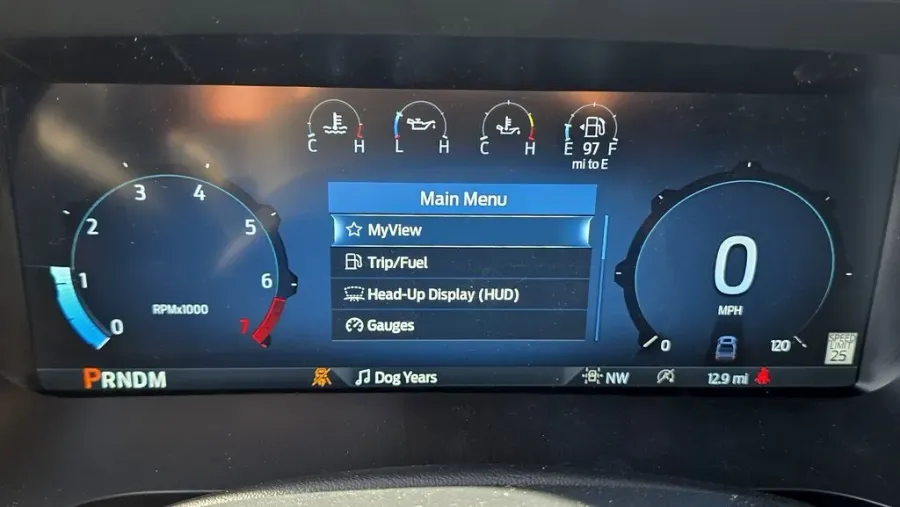 C H
L H
C H
E 97 F
mi to E
0 1 2 3 4 5 6 7
RPMx1000
Main Menu
MyView
Trip/Fuel
Head-Up Display (HUD)
Gauges
0
MPH
0 120
SPEED
LIMIT
25
PRNDM
Dog Years
NW
12.9 mi